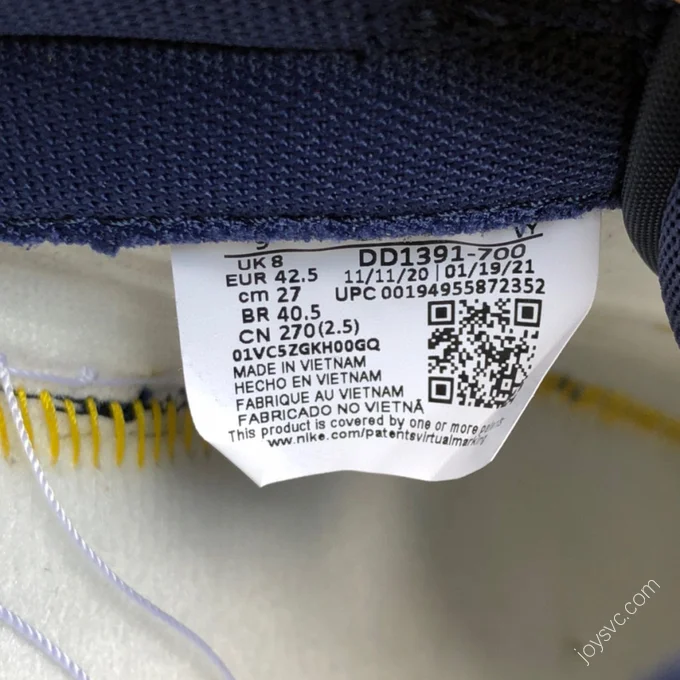 UK 8
EUR 42.5
cm 27
BR 40.5
CN 270 (2.5)
DD1391-700
11/11/20 | 01/19/21
UPC 00194955872352
01VC5ZGKH00GQ
MADE IN VIETNAM
HECHO EN VIETNAM
FABRIQUE AU VIETNAM
FABRICADO NO VIETNÃ
This product is covered by one or more
www.nike.com/patentsvirtualmarking
joysvc.com